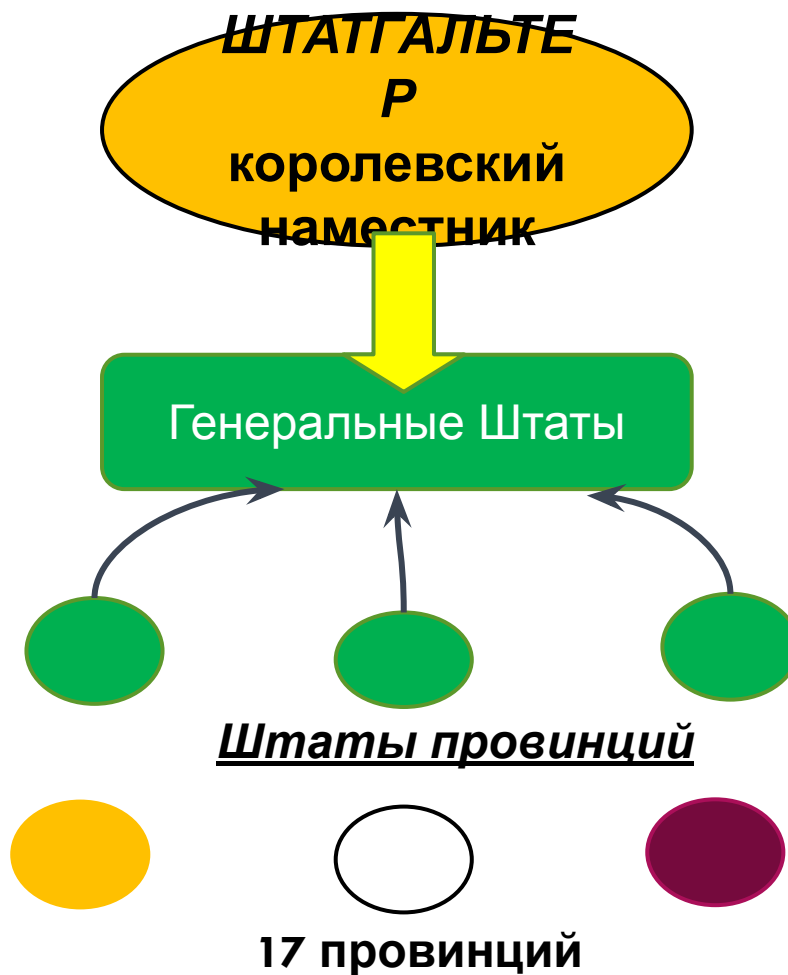 ШТАТГАЛЬТЕ
Р
королевский
наместник
Генеральные Штаты
Штаты провинций
17 провинций